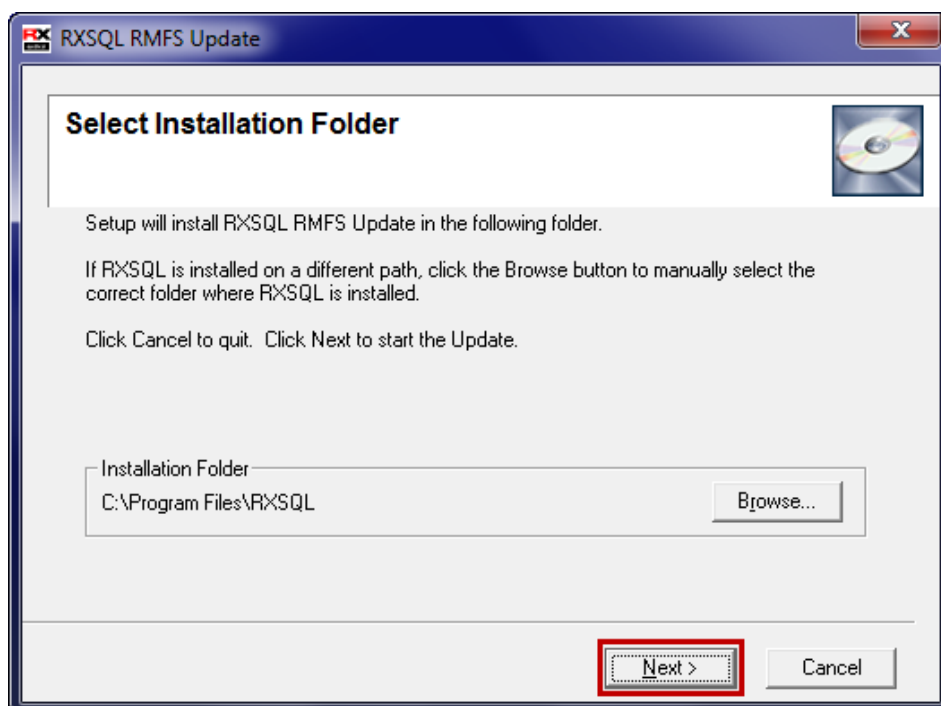 RX
RXSQL RMFS Update
Select Installation Folder
Setup will install RXSQL RMFS Update in the following folder.
If RXSQL is installed on a different path, click the Browse button to manually select the
correct folder where RXSQL is installed.
Click Cancel to quit.  Click Next to start the Update.
Installation Folder
C:\Program Files\RXSQL
Browse...
Next >
Cancel